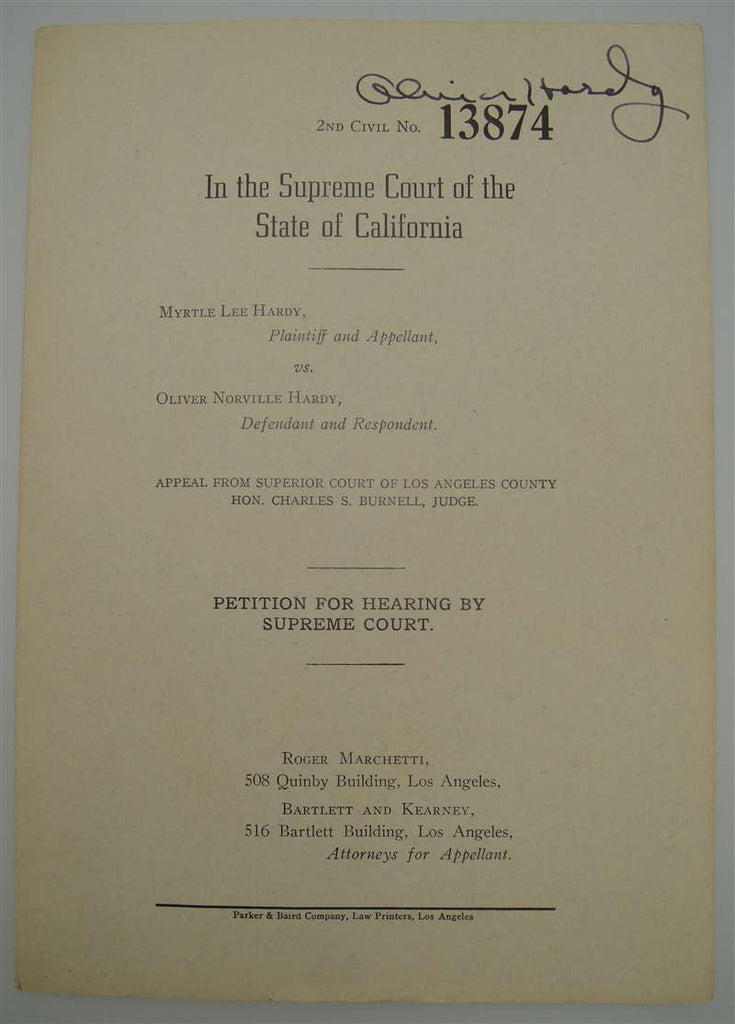 Oliver Hardy
2ND CIVIL NO. 13874
In the Supreme Court of the
State of California
MYRTLE LEE HARDY,
Plaintiff and Appellant,
vs.
OLIVER NORVILLE HARDY,
Defendant and Respondent.
APPEAL FROM SUPERIOR COURT OF LOS ANGELES COUNTY
HON. CHARLES S. BURNELL, JUDGE.
PETITION FOR HEARING BY
SUPREME COURT.
ROGER MARCHETTI,
508 Quinby Building, Los Angeles,
BARTLETT AND KEARNEY,
516 Bartlett Building, Los Angeles,
Attorneys for Appellant.
Parker & Baird Company, Law Printers, Los Angeles